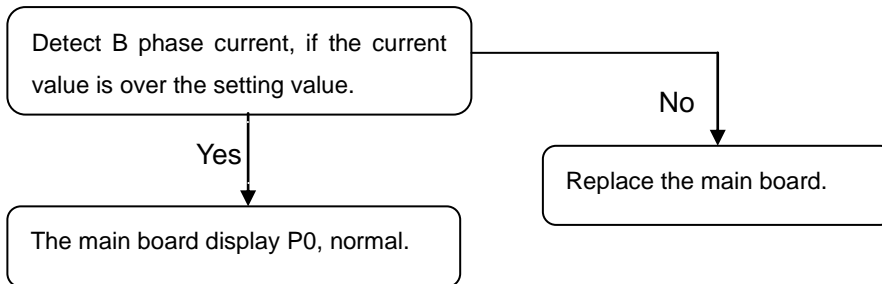 Detect B phase current, if the current
value is over the setting value.
No
Yes
Replace the main board.
The main board display P0, normal.